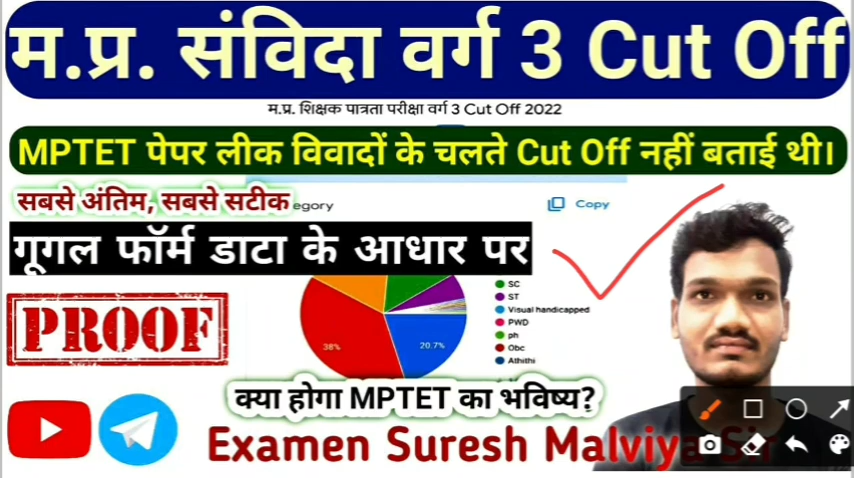 म.प्र. संविदा वर्ग 3 Cut Off
म.प्र. शिक्षक पात्रता परीक्षा वर्ग 3 Cut Off 2022
MPTET पेपर लीक विवादों के चलते Cut Off नहीं बताई थी।
सबसे अंतिम, सबसे सटीक
egory
Copy
गूगल फॉर्म डाटा के आधार पर
SC
ST
Visual handicapped
PWD
ph
Obc
Athithi
38%
20.7%
PROOF
क्या होगा MPTET का भविष्य?
Examen Suresh Malviya Sir